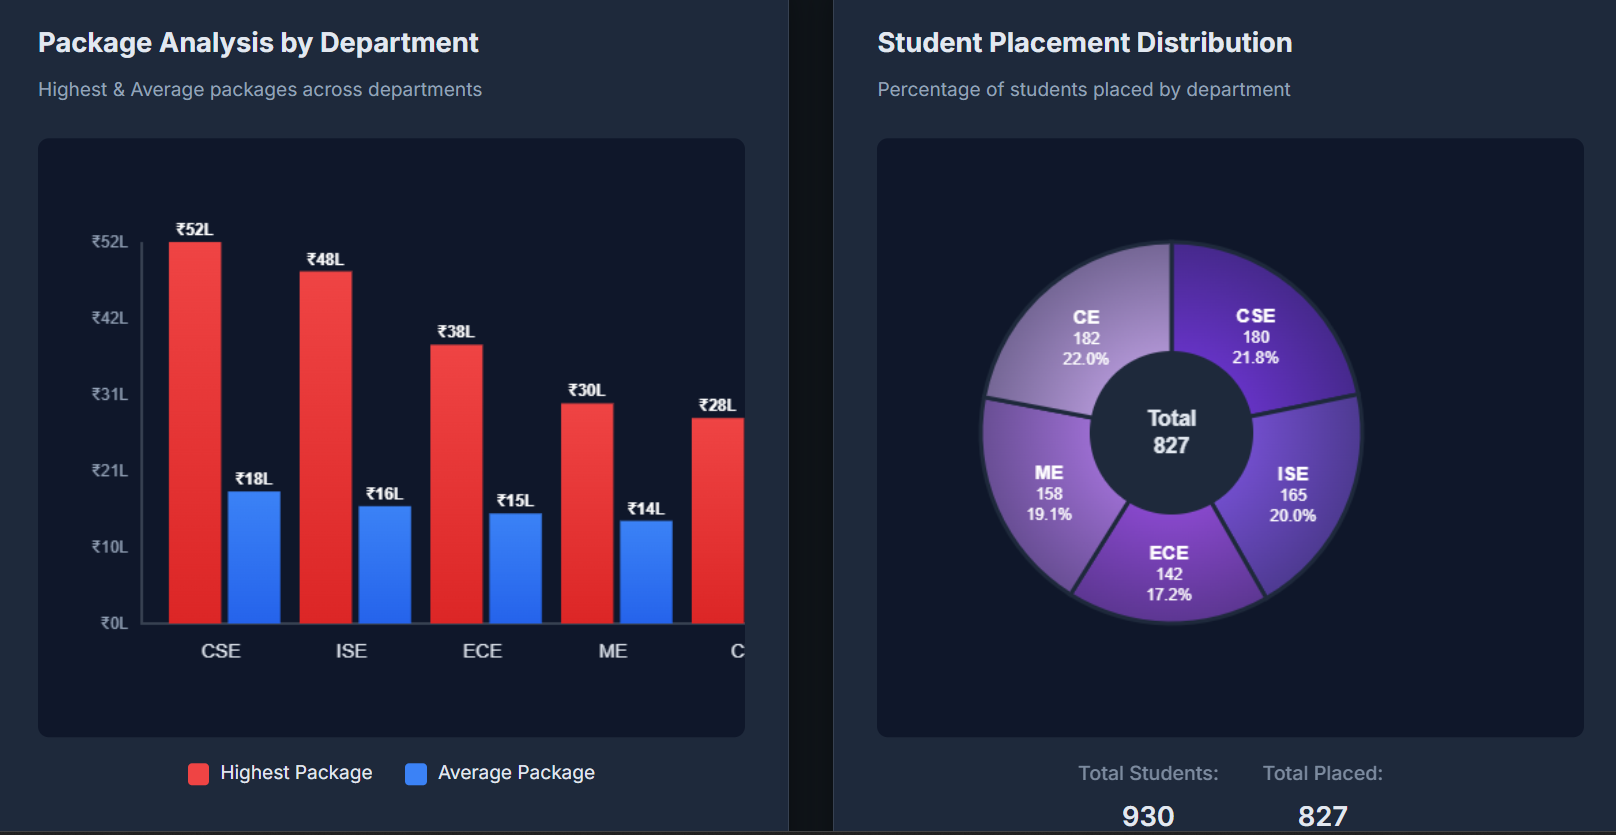 Package Analysis by Department
Highest & Average packages across departments
₹52L
₹42L
₹31L
₹21L
₹10L
₹0L
₹52L
₹18L
₹48L
₹16L
₹38L
₹15L
₹30L
₹14L
₹28L
CSE
ISE
ECE
ME
C
Highest Package
Average Package
Student Placement Distribution
Percentage of students placed by department
CE
182
22.0%
CSE
180
21.8%
Total
827
ME
158
19.1%
ISE
165
20.0%
ECE
142
17.2%
Total Students:
930
Total Placed:
827